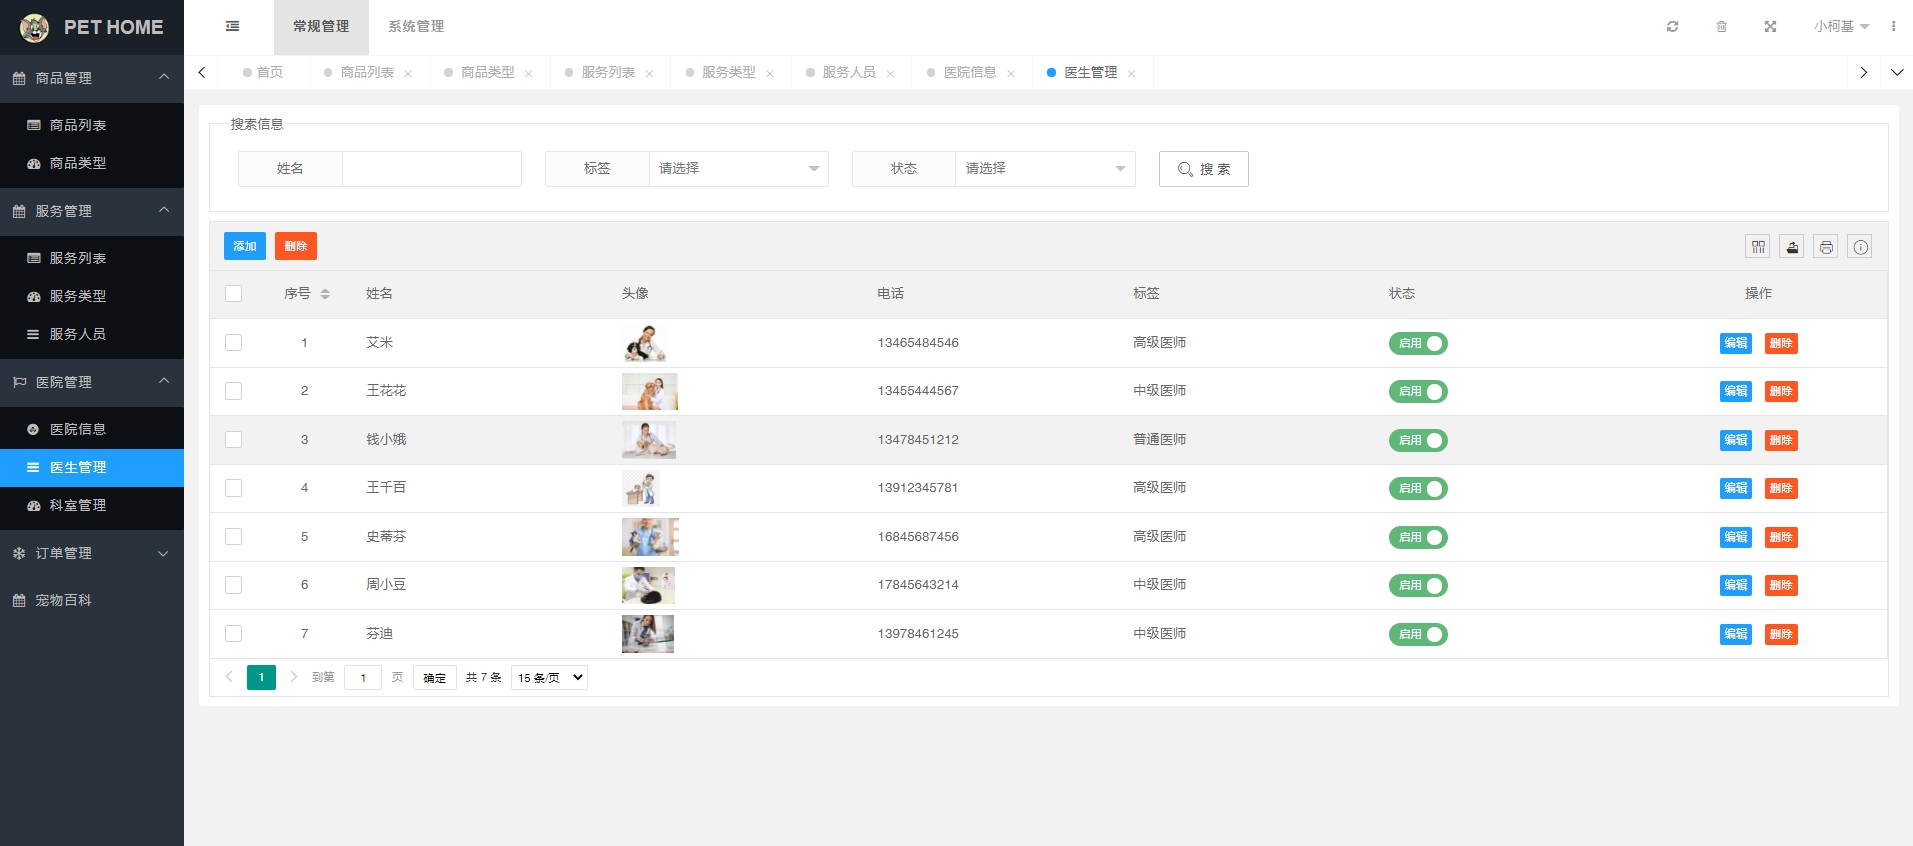 PET HOME
常规管理 系统管理 小柯基
首页 商品列表 商品类型 服务列表 服务类型 服务人员 医院信息 医生管理
商品管理
商品列表
商品类型
服务管理
服务列表
服务类型
服务人员
医院管理
医院信息
医生管理
科室管理
订单管理
宠物百科
搜索信息
姓名 标签 请选择 状态 请选择 搜 索
添加 删除
序号 姓名 头像 电话 标签 状态 操作
1 艾米 13465484546 高级医师 启用 编辑 删除
2 王花花 13455444567 中级医师 启用 编辑 删除
3 钱小娥 13478451212 普通医师 启用 编辑 删除
4 王千百 13912345781 高级医师 启用 编辑 删除
5 史蒂芬 16845687456 高级医师 启用 编辑 删除
6 周小豆 17845643214 中级医师 启用 编辑 删除
7 芬迪 13978461245 中级医师 启用 编辑 删除
1 到第 1 页 确定 共 7 条 15 条/页